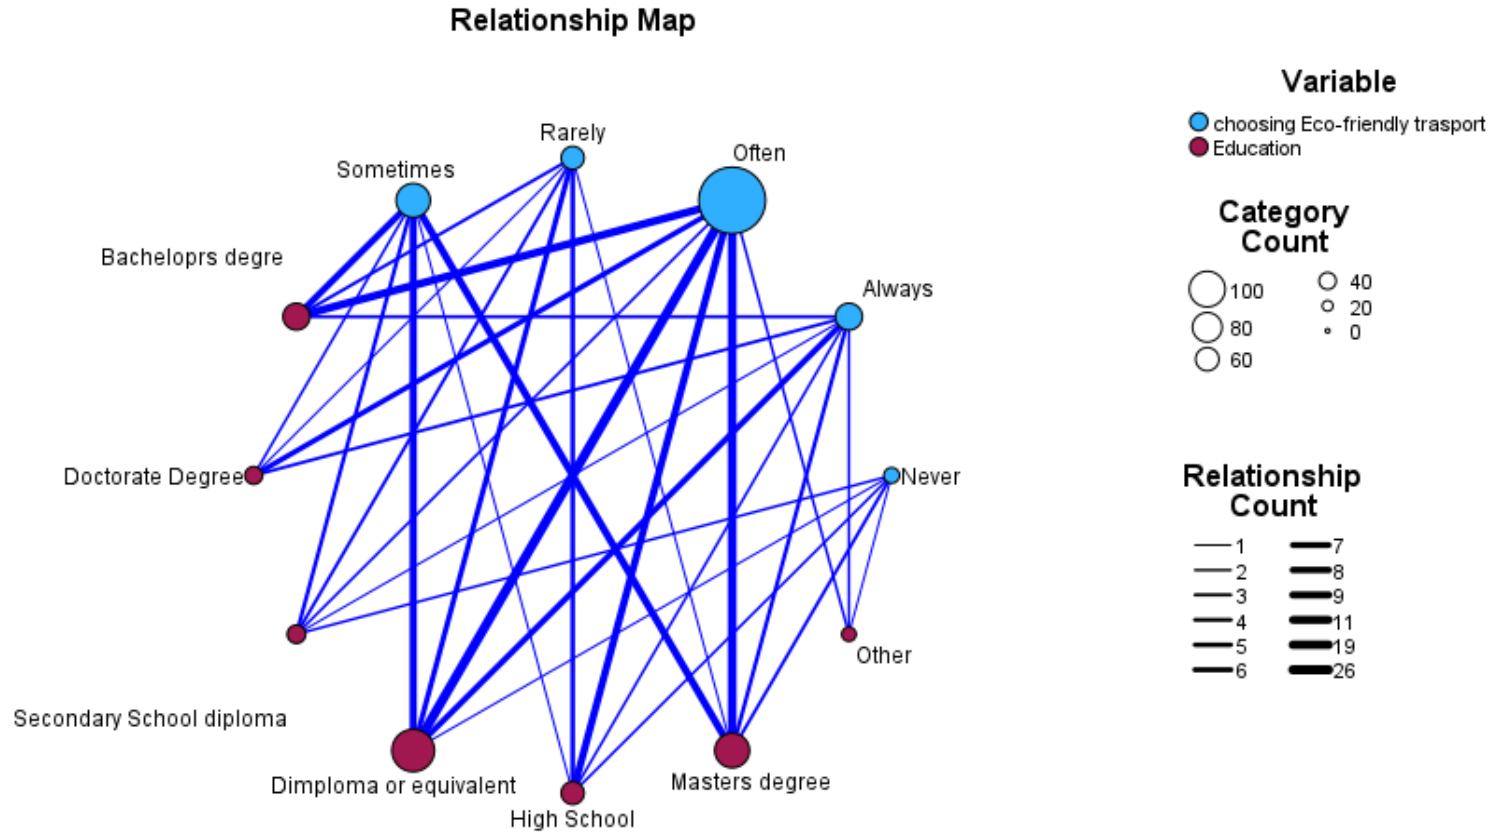 Relationship Map
Rarely
Often
Sometimes
Bacheloprs degre
Always
Doctorate Degree
Never
Other
Secondary School diploma
Dimploma or equivalent
Masters degree
High School
Variable
choosing Eco-friendly trasport
Education
Category
Count
100 40
80 20
60 0
Relationship
Count
1 7
2 8
3 9
4 11
5 19
6 26